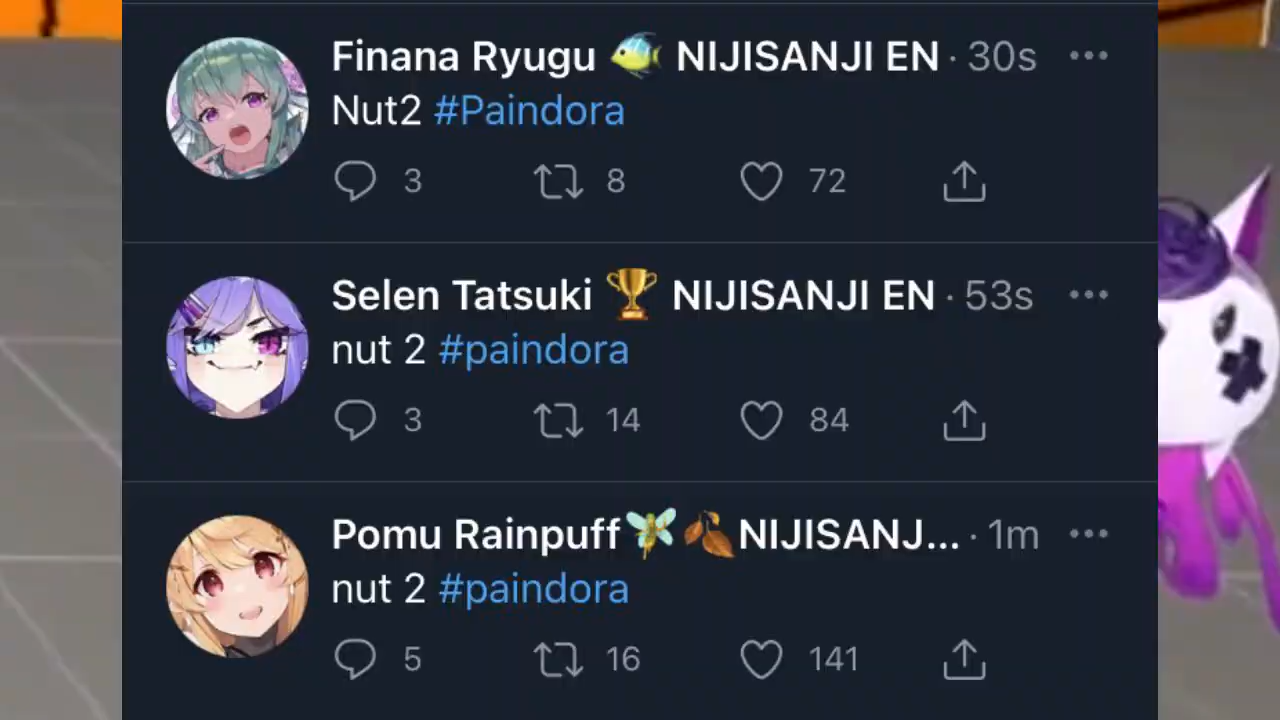 Finana Ryugu 🐠 NIJISANJI EN · 30s
Nut2 #Paindora
3 8 72
Selen Tatsuki 🏆 NIJISANJI EN · 53s
nut 2 #paindora
3 14 84
Pomu Rainpuff🧚🍂NIJISANJ... · 1m
nut 2 #paindora
5 16 141